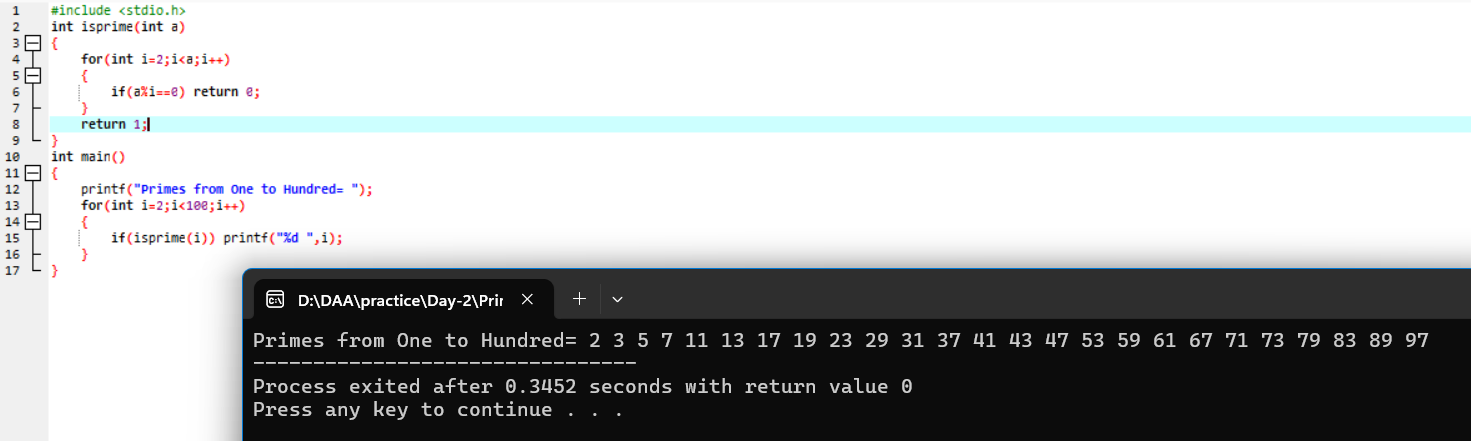 1 #include <stdio.h>
2 int isprime(int a)
3 {
4 for(int i=2;i<a;i++)
5 {
6 if(a%i==0) return 0;
7 }
8 return 1;
9 }
10 int main()
11 {
12 printf("Primes from One to Hundred= ");
13 for(int i=2;i<100;i++)
14 {
15 if(isprime(i)) printf("%d ",i);
16 }
17 }
D:\DAA\practice\Day-2\Prir
Primes from One to Hundred= 2 3 5 7 11 13 17 19 23 29 31 37 41 43 47 53 59 61 67 71 73 79 83 89 97
--------------------------------
Process exited after 0.3452 seconds with return value 0
Press any key to continue . . .